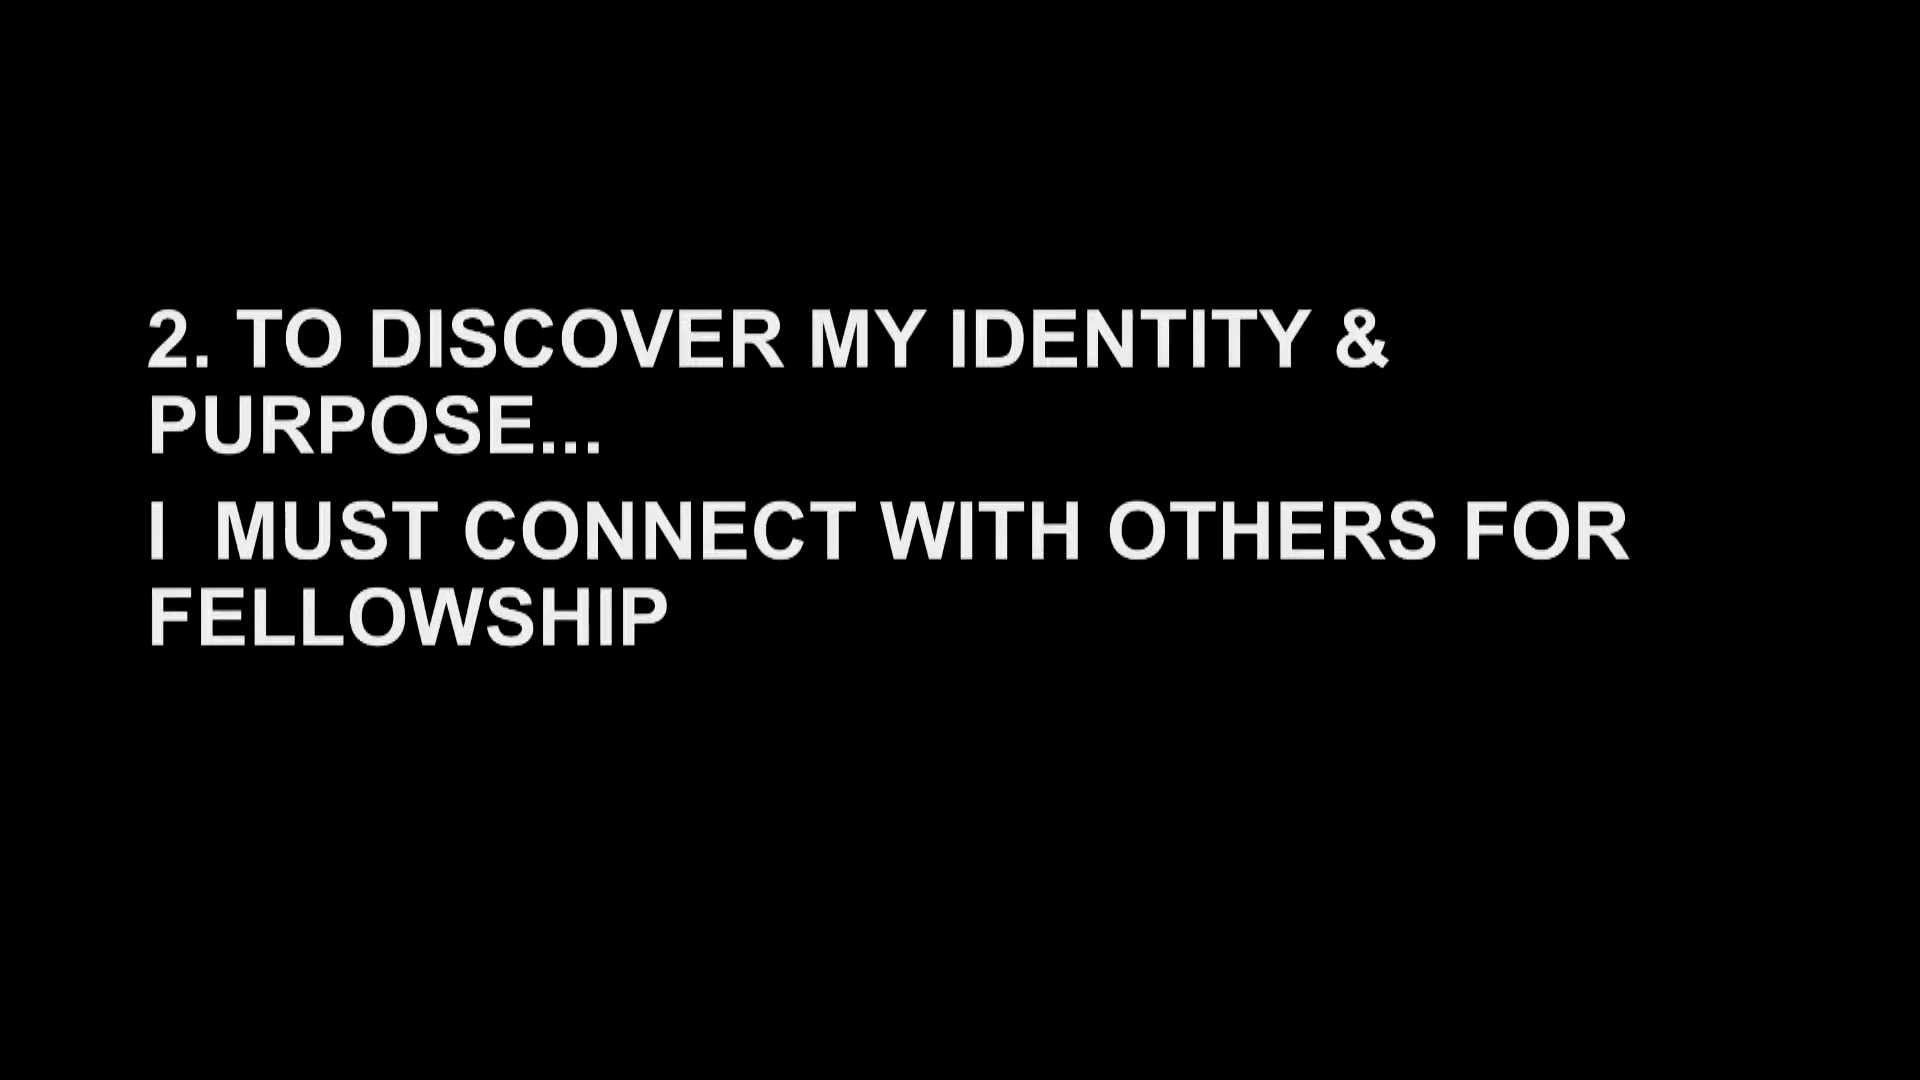 2. TO DISCOVER MY IDENTITY &
PURPOSE...
I  MUST CONNECT WITH OTHERS FOR
FELLOWSHIP